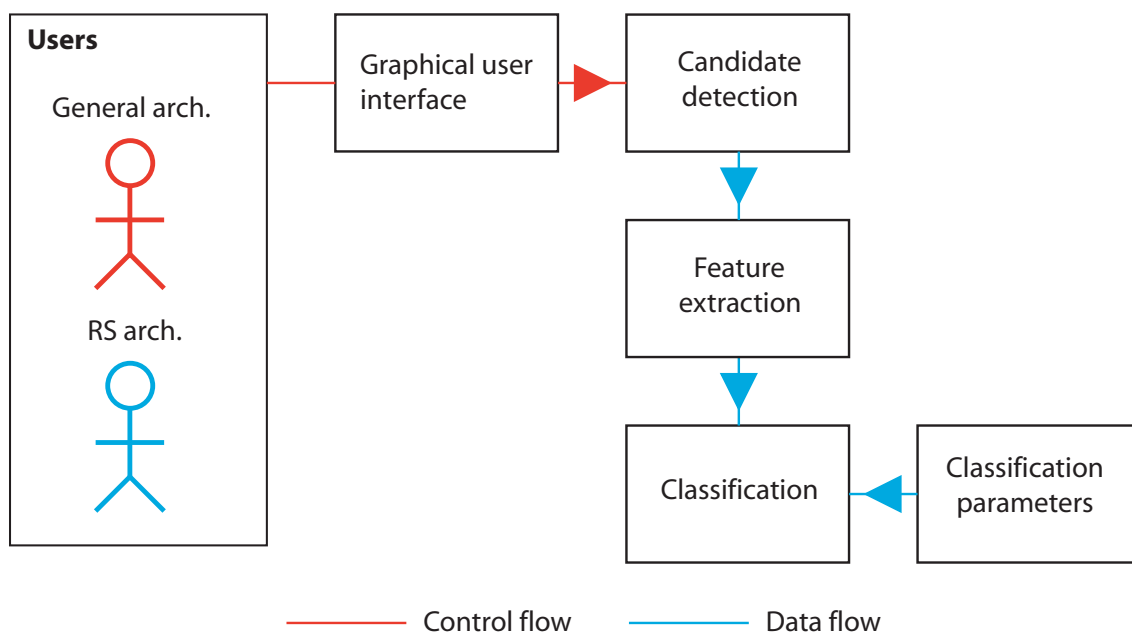 Users
General arch.
RS arch.
Graphical user
interface
Candidate
detection
Feature
extraction
Classification
Classification
parameters
Control flow
Data flow